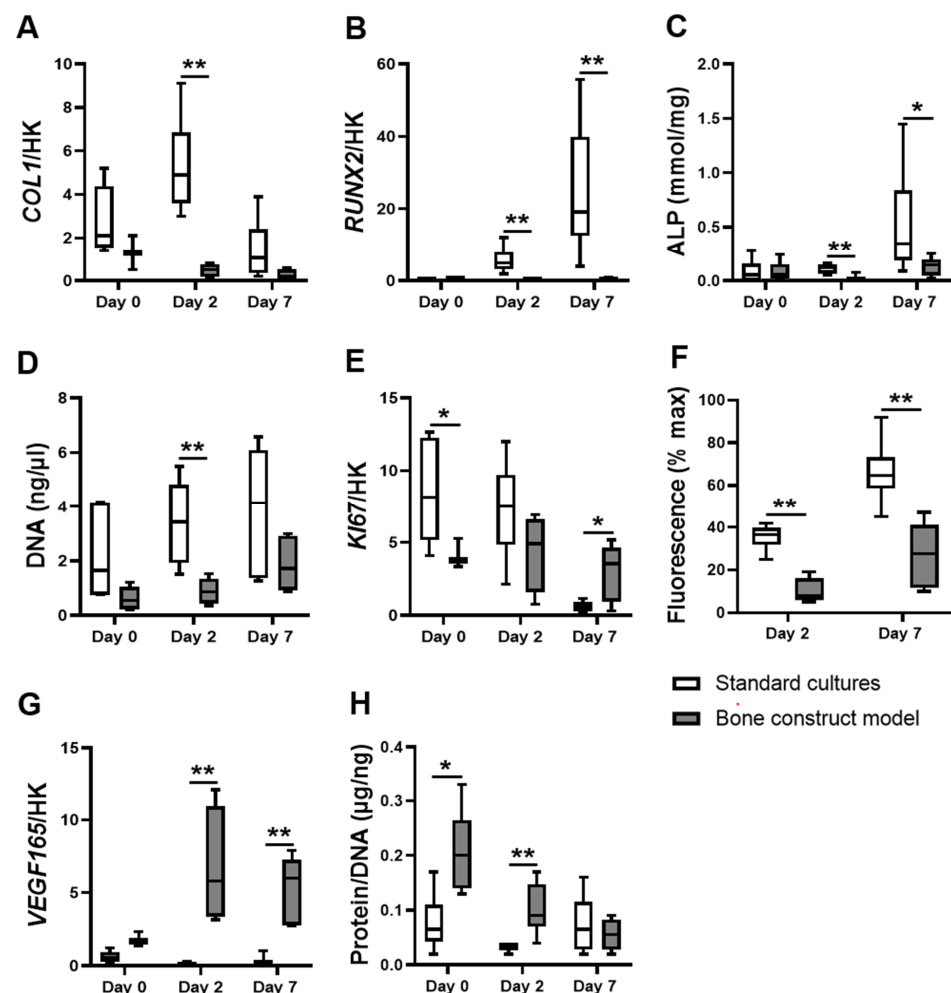 A
COL1/HK
10
8
6
4
2
0
**
Day 0 Day 2 Day 7
B
RUNX2/HK
60
40
20
0
**
**
Day 0 Day 2 Day 7
C
ALP (mmol/mg)
2.0
1.5
1.0
0.5
0.0
**
*
Day 0 Day 2 Day 7
D
DNA (ng/µl)
8
6
4
2
0
**
Day 0 Day 2 Day 7
E
KI67/HK
15
10
5
0
*
*
Day 0 Day 2 Day 7
F
Fluorescence (% max)
100
80
60
40
20
0
**
**
Day 2 Day 7
Standard cultures
Bone construct model
G
VEGF165/HK
15
10
5
0
**
**
Day 0 Day 2 Day 7
H
Protein/DNA (µg/ng)
0.4
0.3
0.2
0.1
0.0
*
**
Day 0 Day 2 Day 7